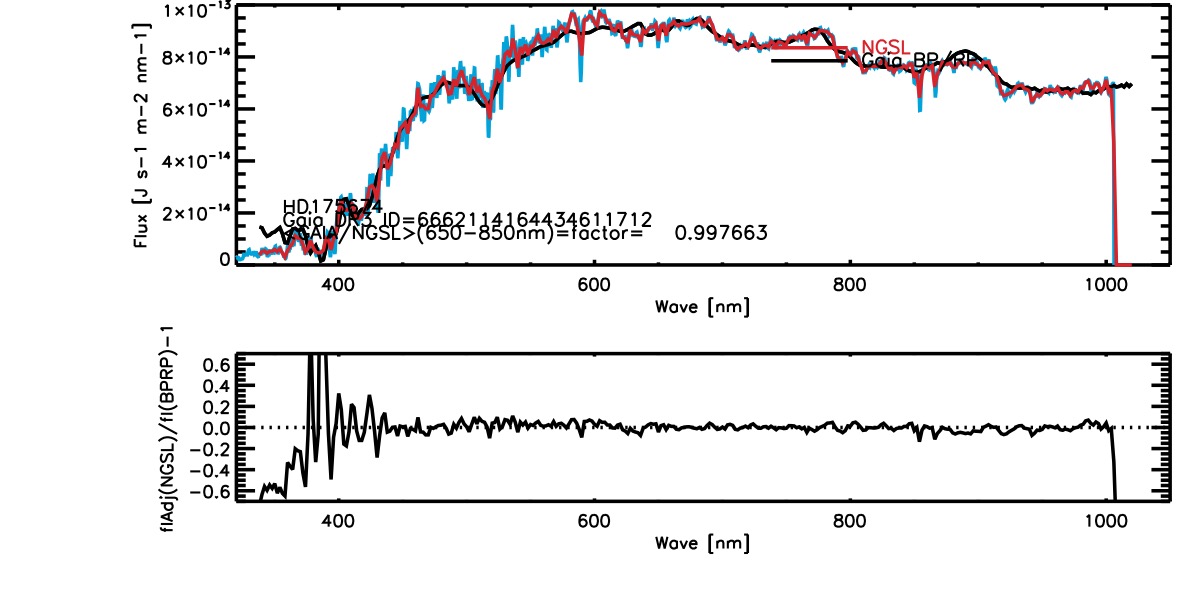 1×10−13
8×10−14
6×10−14
4×10−14
2×10−14
0
Flux [J s−1 m−2 nm−1]
NGSL
Gaia BP/RP
HD175674
Gaia DR3 ID=6662114164434611712
<GAIA/NGSL>(650−850nm)=factor= 0.997663
400 600 800 1000
Wave [nm]
0.6
0.4
0.2
0.0
−0.2
−0.4
−0.6
flAdj(NGSL)/fl(BPRP)−1
400 600 800 1000
Wave [nm]